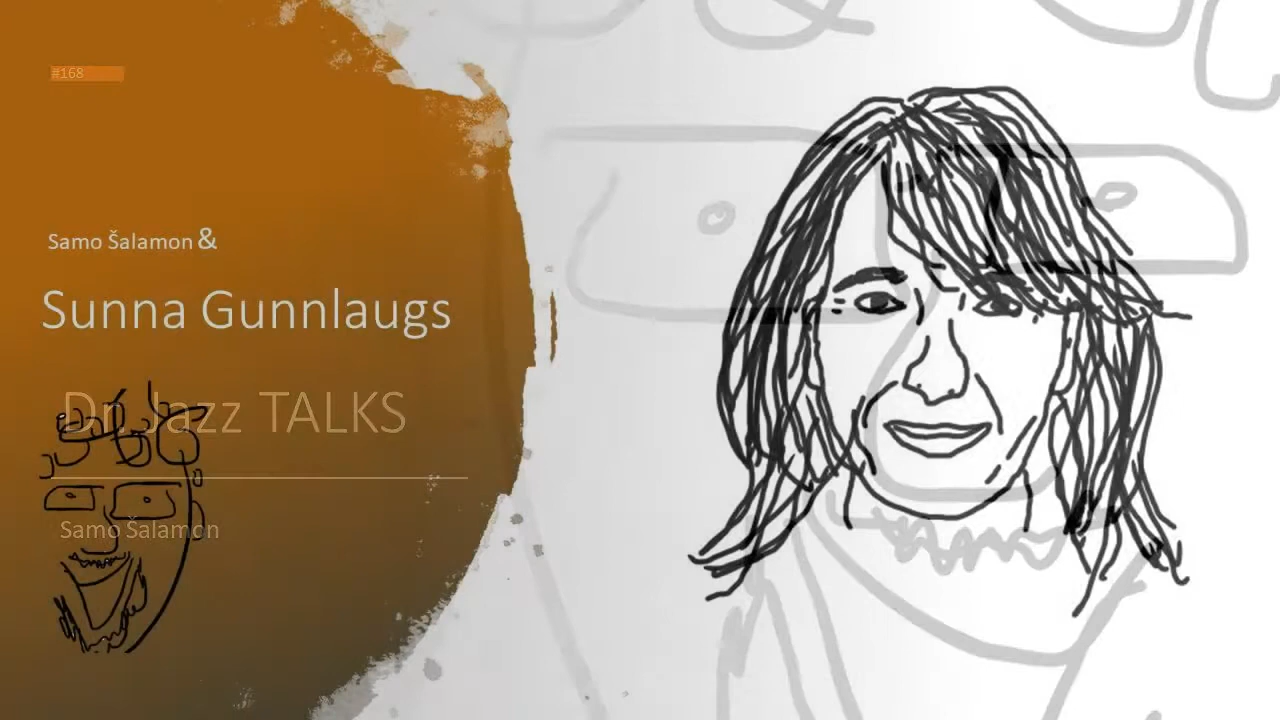 #168
Samo Šalamon &
Sunna Gunnlaugs
Dr. Jazz TALKS
Samo Šalamon